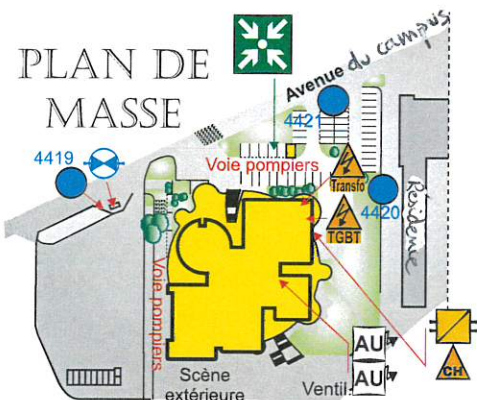 PLAN DE
MASSE
Avenue du campus
4421
4419
Voie pompiers
Transfo
4420
TGBT
Résidence
Voie pompiers
AU
CH
AU
Scène
extérieure
Ventil